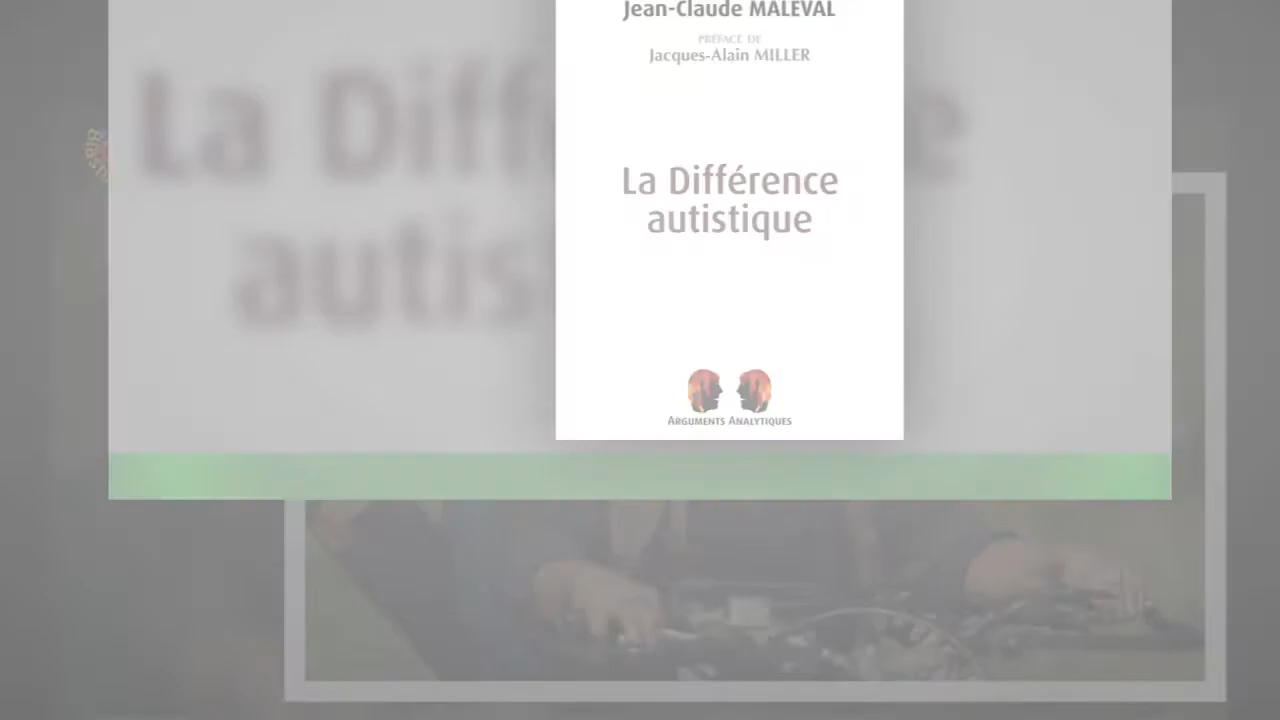 Jean-Claude MALEVAL
PRÉFACE DE
Jacques-Alain MILLER
La Différence
autistique
ARGUMENTS ANALYTIQUES